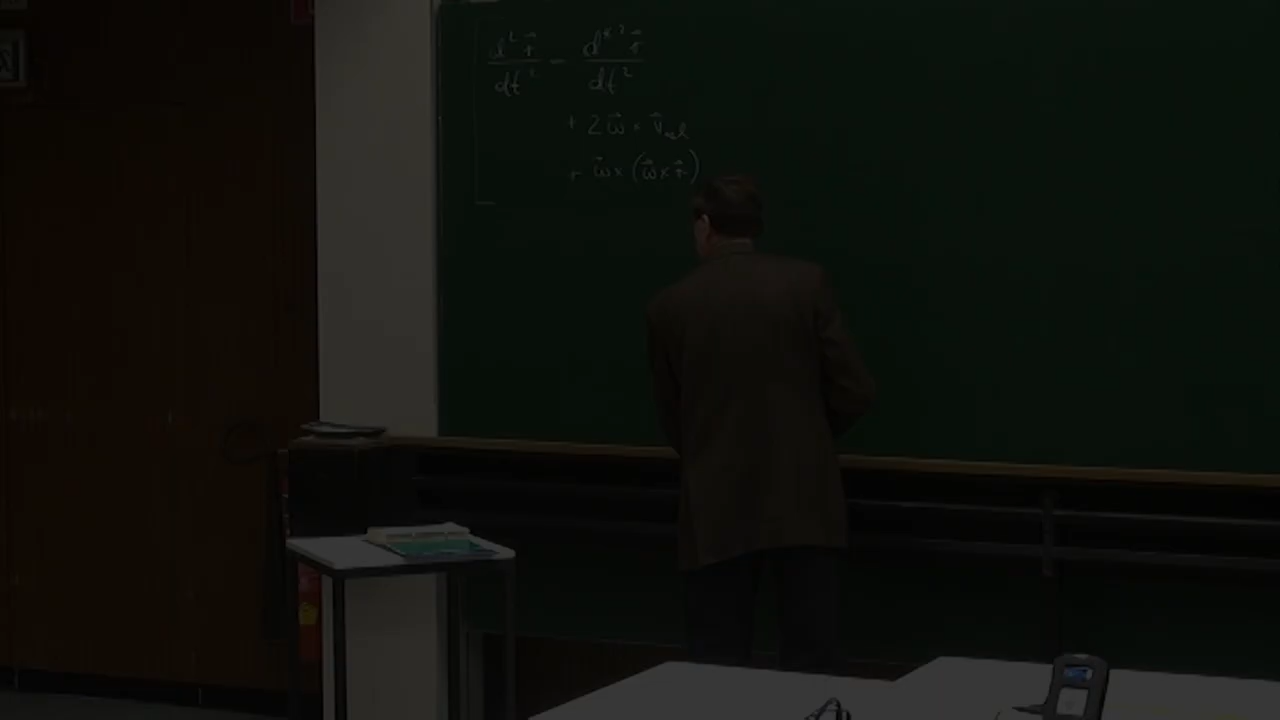 d²r⃗/dt² = d*²r⃗/dt²
+ 2ω⃗ × v⃗rel
+ ω⃗ × (ω⃗ × r⃗)